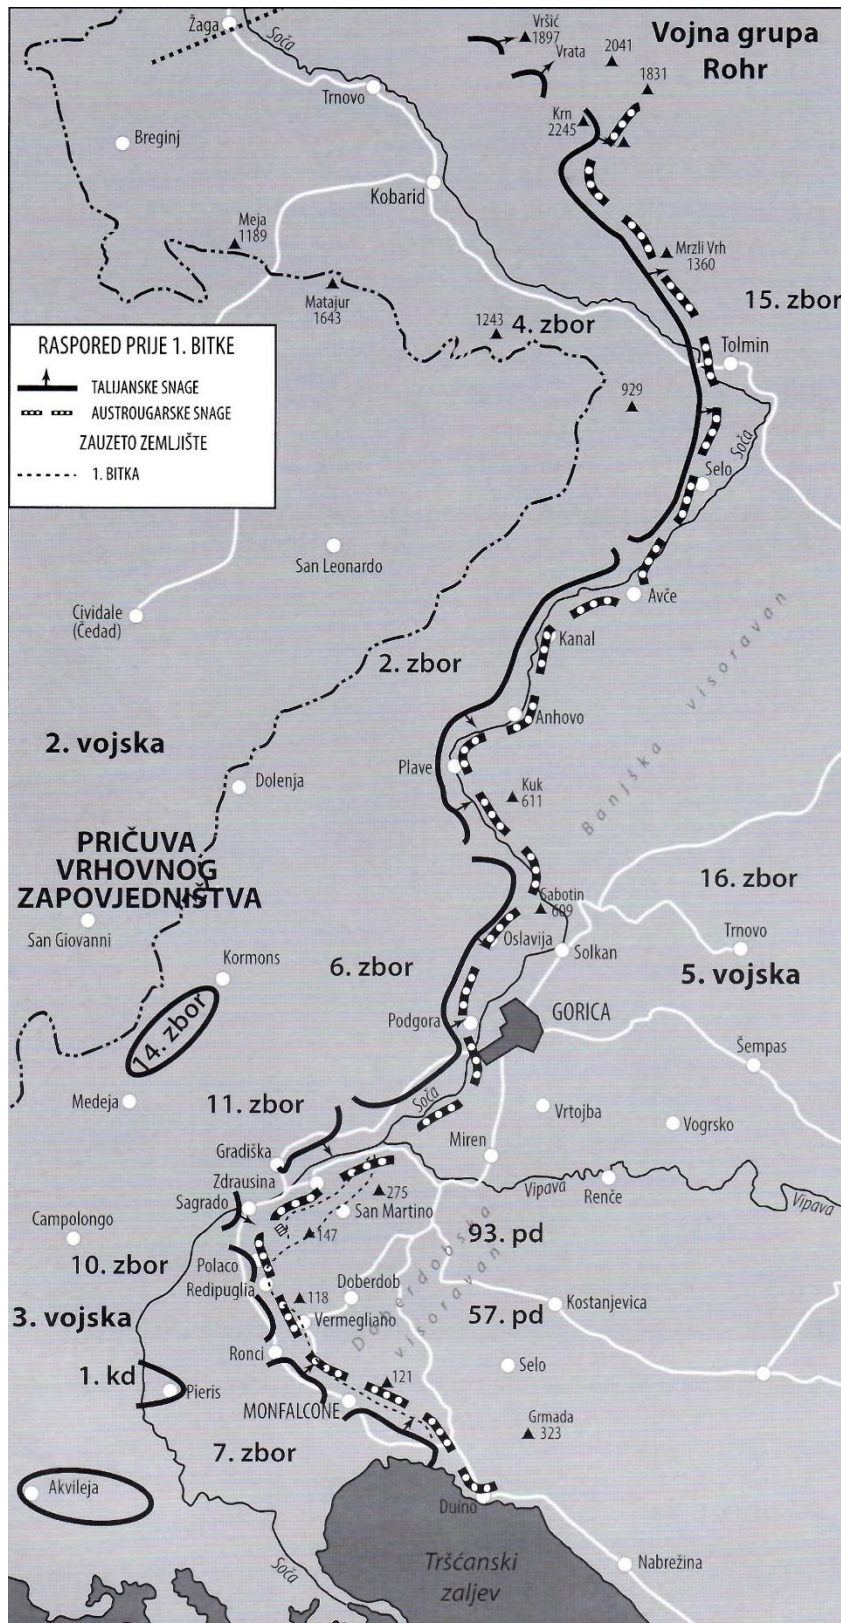 Žaga
Soča
Vršić
1897
Vrata
2041
1831
Vojna grupa
Rohr
Trnovo
Breginj
Krn
2245
Kobarid
Meja
1189
Mrzli Vrh
1360
Matajur
1643
1243
4. zbor
15. zbor
Tolmin
RASPORED PRIJE 1. BITKE
TALIJANSKE SNAGE
AUSTROUGARSKE SNAGE
ZAUZETO ZEMLJIŠTE
1. BITKA
929
Soča
Selo
San Leonardo
Avče
Cividale
(Čedad)
Kanal
2. zbor
Banjška visoravan
Anhovo
2. vojska
Plave
Dolenja
Kuk
611
PRIČUVA
VRHOVNOG
ZAPOVJEDNIŠTVA
16. zbor
Sabotin
609
San Giovanni
Oslavija
Solkan
Trnovo
Kormons
6. zbor
5. vojska
14. zbor
Podgora
GORICA
Šempas
Medeja
11. zbor
Soča
Vrtojba
Vogrsko
Gradiška
Miren
Zdrausina
Vipava
Renče
Vipava
Sagrado
275
San Martino
Campolongo
147
93. pd
10. zbor
Polaco
Redipuglia
Doberdob
Doberdobska
visoravan
118
Vermegliano
57. pd
Kostanjevica
3. vojska
Ronci
Selo
1. kd
Pieris
121
MONFALCONE
Grmada
323
7. zbor
Akvileja
Duino
Tršćanski
zaljev
Nabrežina
Soča